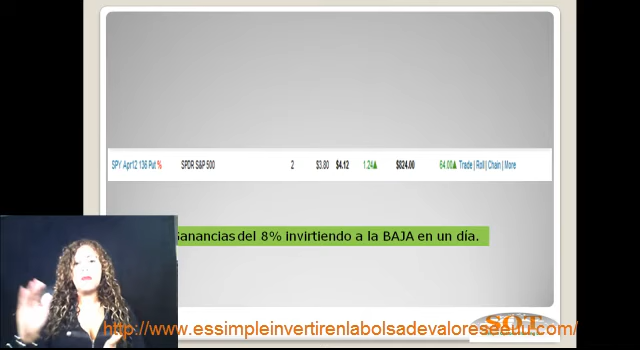 SPY Apr12 136 Put % SPDR S&P 500 2 $3.80 $4.12 1.24▲ $824.00 64.00▲ Trade | Roll | Chain | More
Ganancias del 8% invirtiendo a la BAJA en un día.
SOT
http://www.essimpleinvertirenlabolsadevaloreseeuu.com/